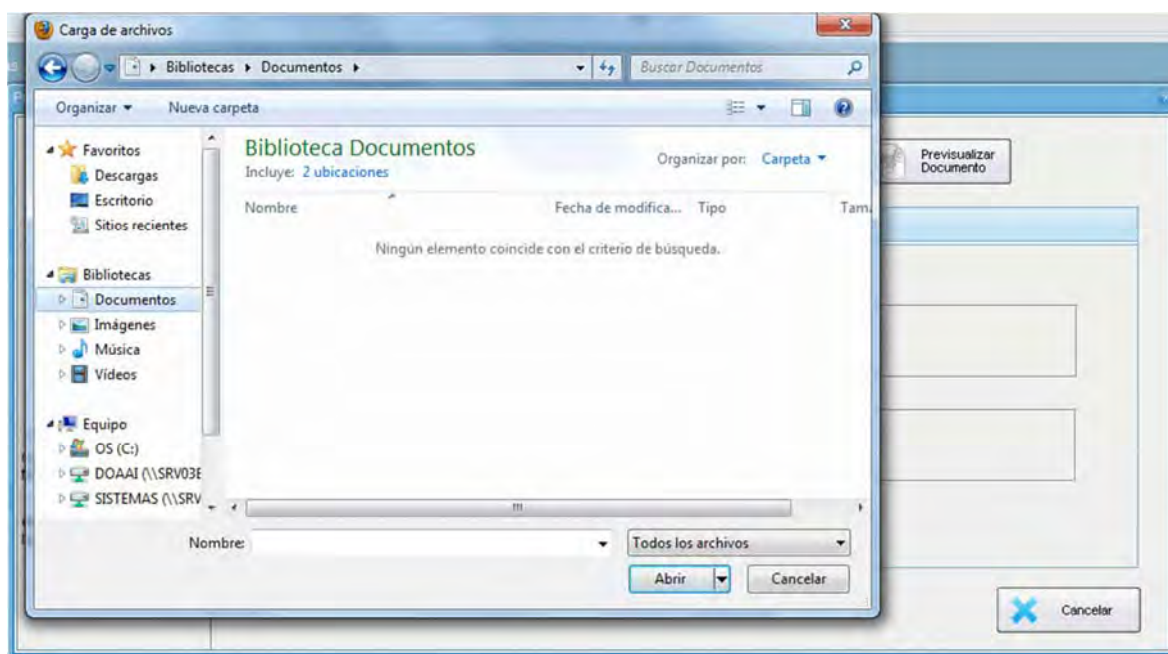 Carga de archivos
Bibliotecas Documentos
Buscar Documentos
Organizar Nueva carpeta
Favoritos
Descargas
Escritorio
Sitios recientes
Bibliotecas
Documentos
Imágenes
Música
Vídeos
Equipo
OS (C:)
DOAAI (\\SRV03E
SISTEMAS (\\SRV
Biblioteca Documentos
Incluye: 2 ubicaciones
Organizar por: Carpeta
Nombre Fecha de modifica... Tipo Tam
Ningún elemento coincide con el criterio de búsqueda.
Nombre:
Todos los archivos
Abrir Cancelar
Previsualizar
Documento
Cancelar